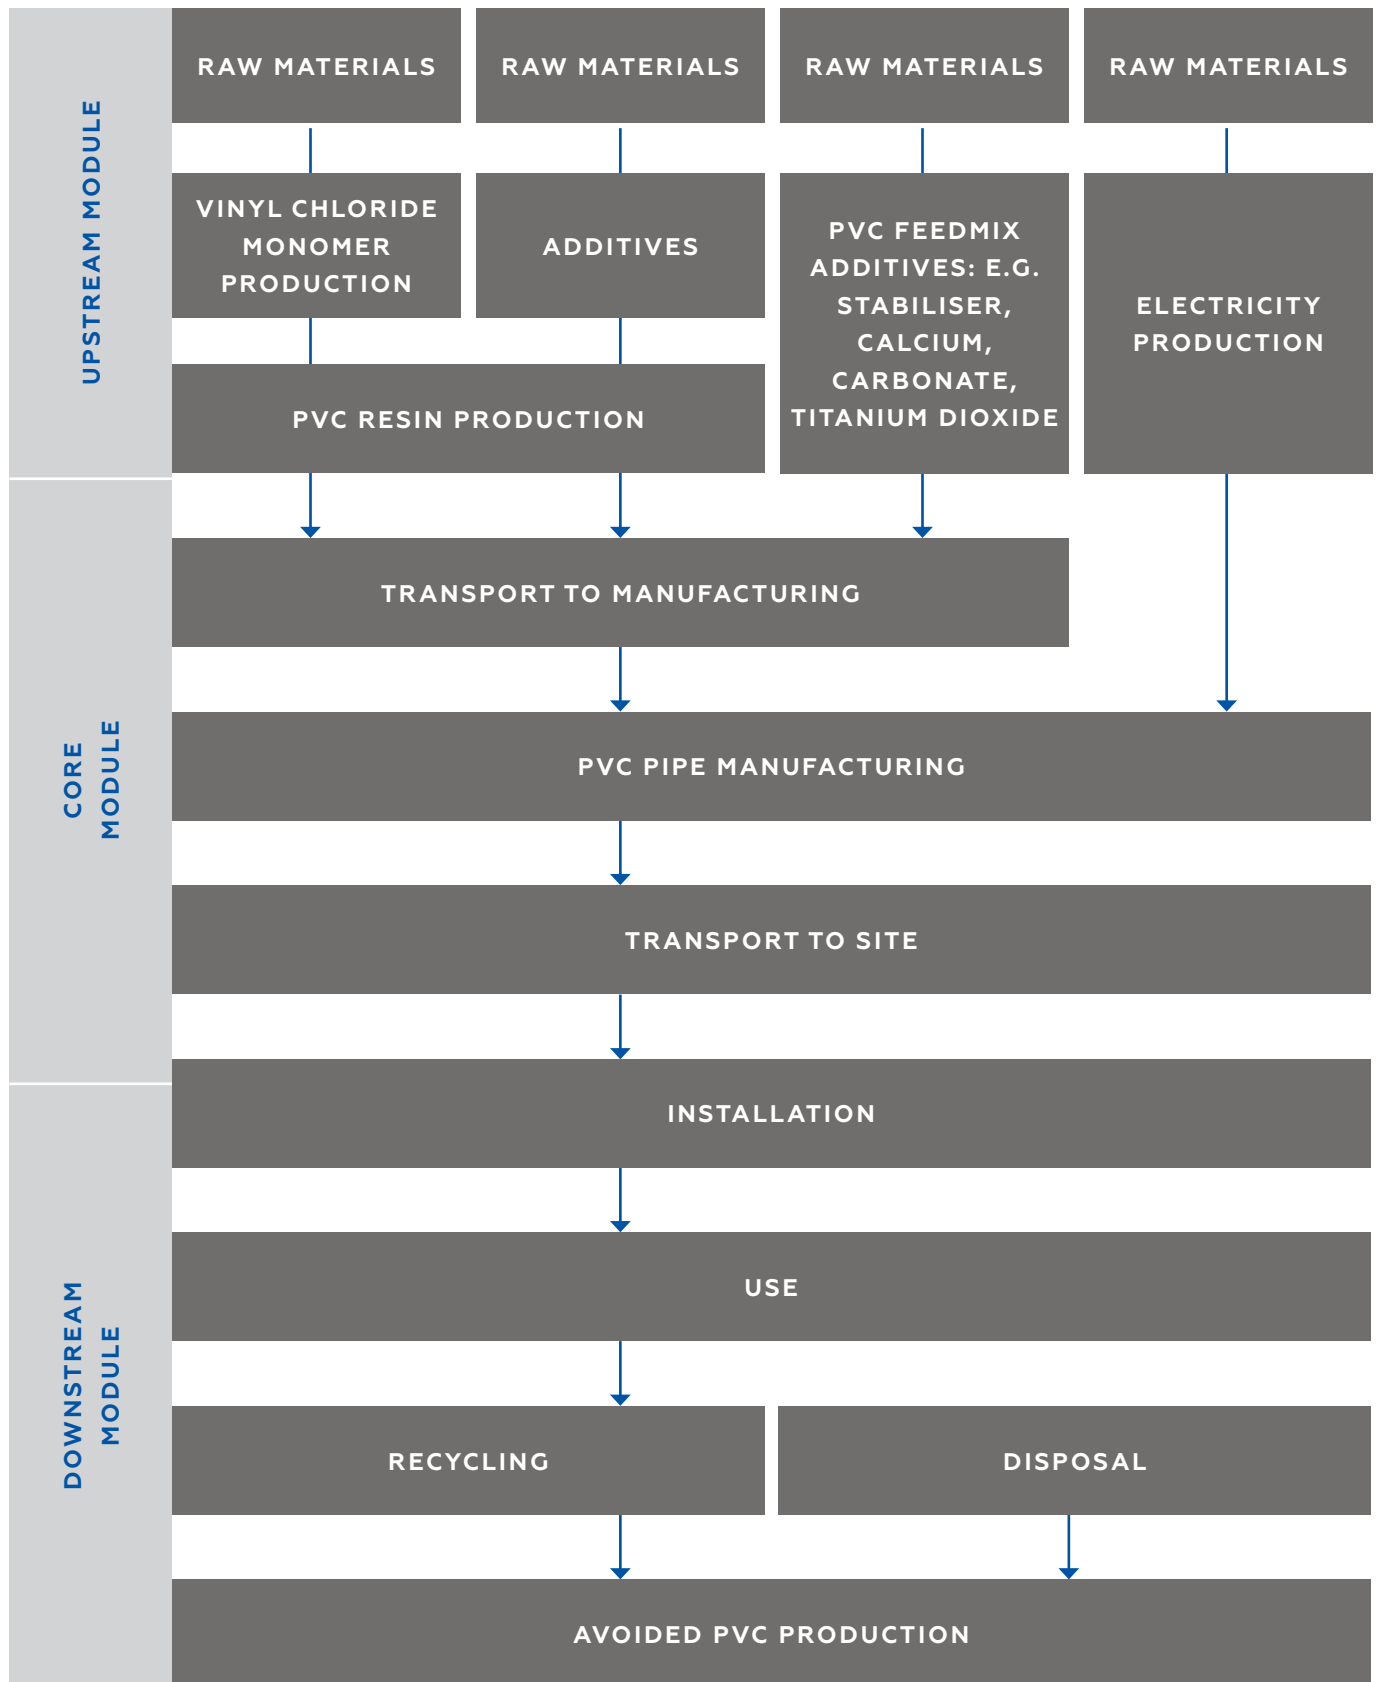 UPSTREAM MODULE
RAW MATERIALS
RAW MATERIALS
RAW MATERIALS
RAW MATERIALS
VINYL CHLORIDE
MONOMER
PRODUCTION
ADDITIVES
PVC FEEDMIX
ADDITIVES: E.G.
STABILISER,
CALCIUM,
CARBONATE,
TITANIUM DIOXIDE
ELECTRICITY
PRODUCTION
PVC RESIN PRODUCTION
CORE
MODULE
TRANSPORT TO MANUFACTURING
PVC PIPE MANUFACTURING
TRANSPORT TO SITE
DOWNSTREAM
MODULE
INSTALLATION
USE
RECYCLING
DISPOSAL
AVOIDED PVC PRODUCTION